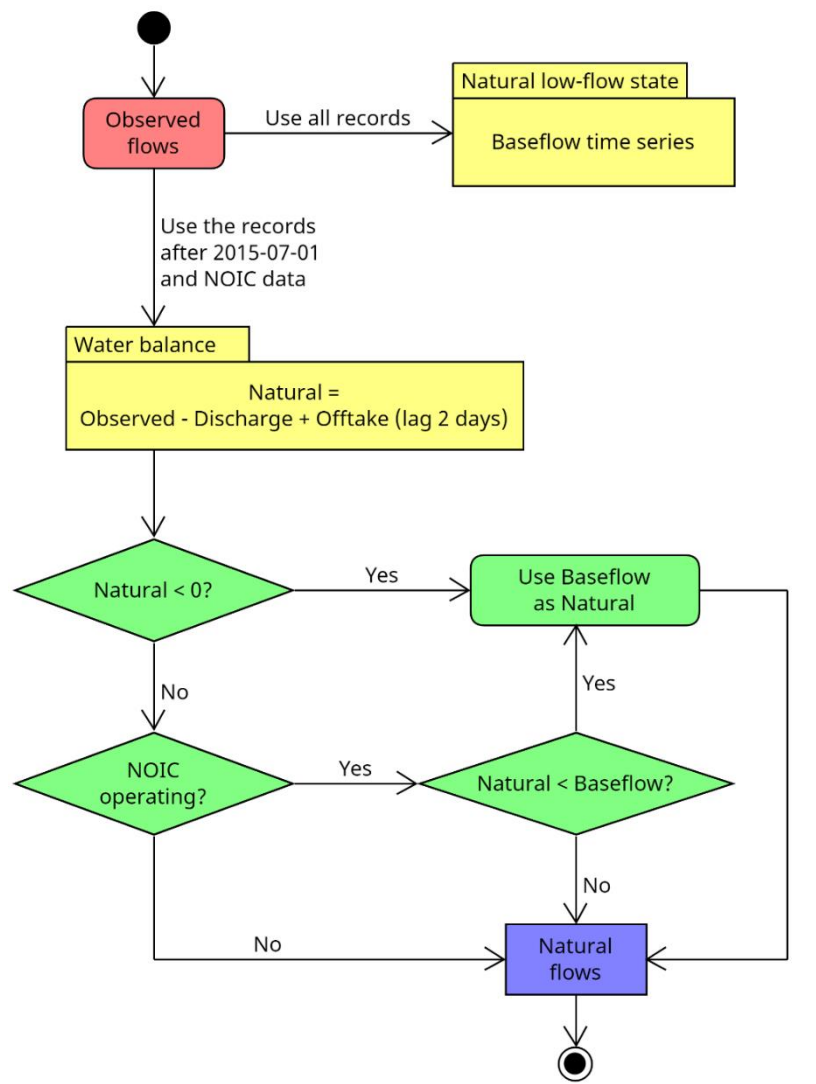 Observed
flows
Use all records
Natural low-flow state
Baseflow time series
Use the records
after 2015-07-01
and NOIC data
Water balance
Natural =
Observed - Discharge + Offtake (lag 2 days)
Natural < 0?
Yes
Use Baseflow
as Natural
No
Yes
NOIC
operating?
Yes
Natural < Baseflow?
No
No
Natural
flows